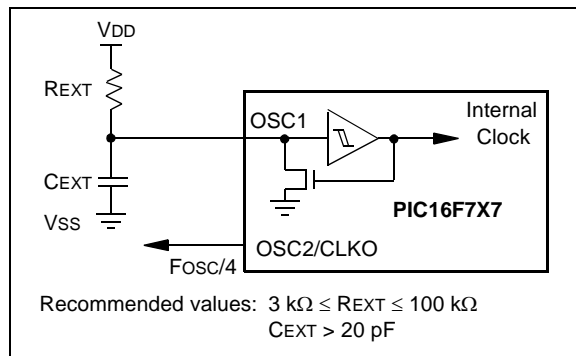 VDD
REXT
CEXT
VSS
OSC1
Internal
Clock
PIC16F7X7
OSC2/CLKO
FOSC/4
Recommended values: 3 kΩ ≤ REXT ≤ 100 kΩ
CEXT > 20 pF